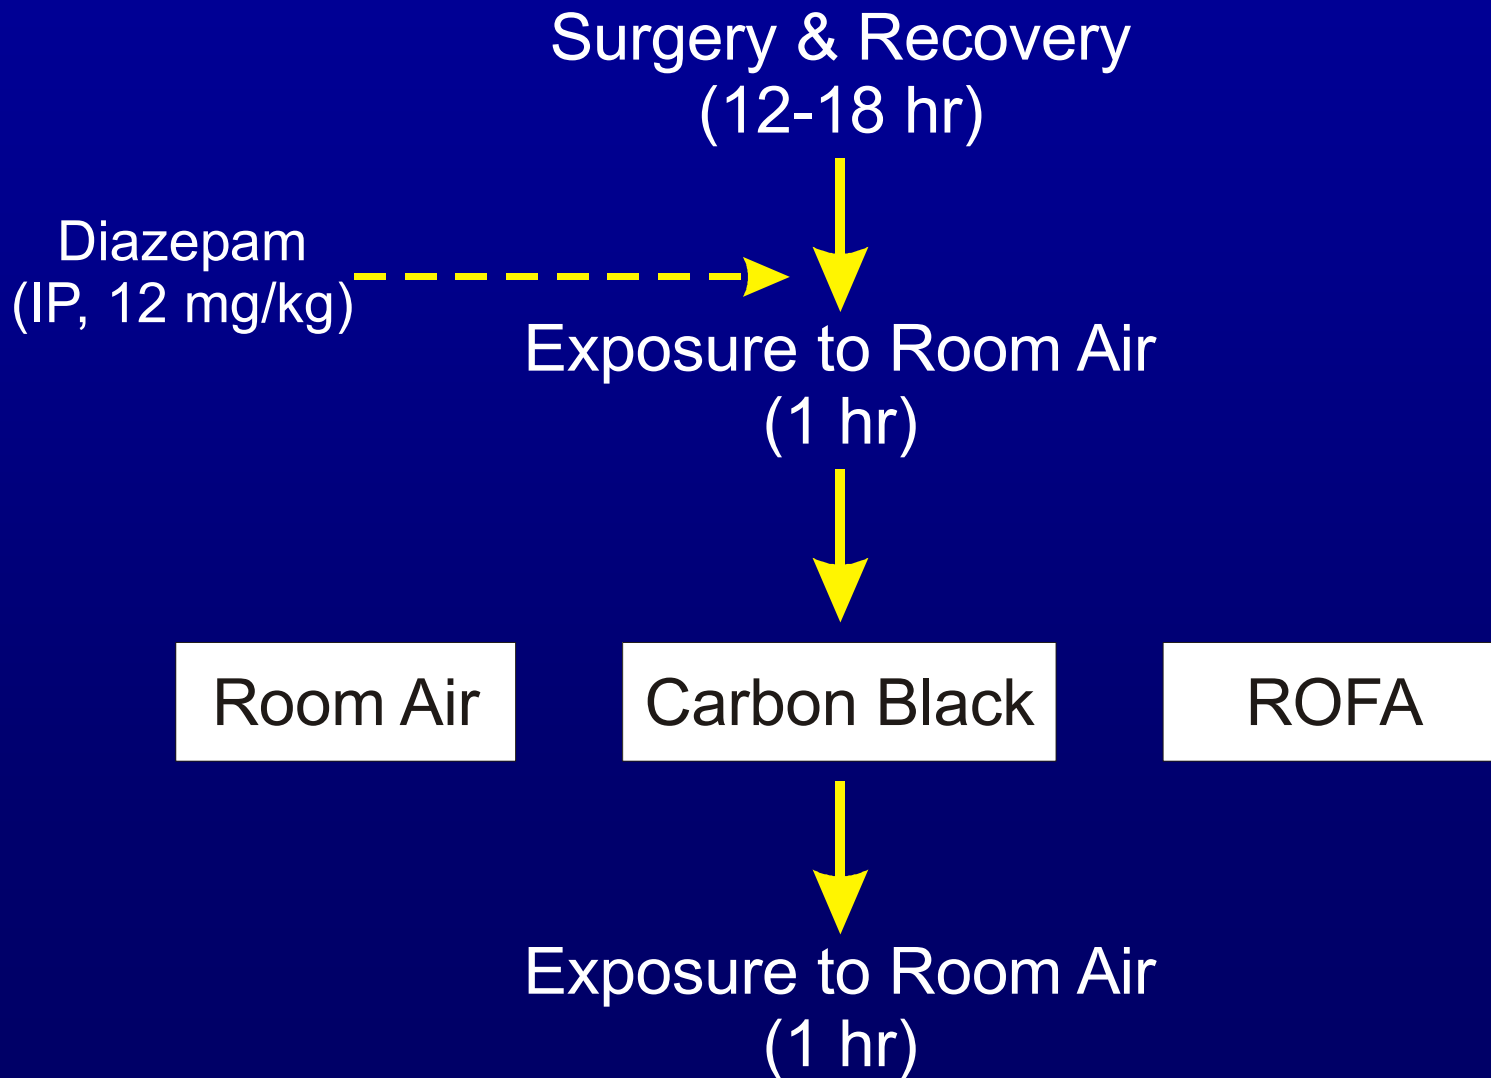 Surgery & Recovery
(12-18 hr)
Diazepam
(IP, 12 mg/kg)
Exposure to Room Air
(1 hr)
Room Air
Carbon Black
ROFA
Exposure to Room Air
(1 hr)